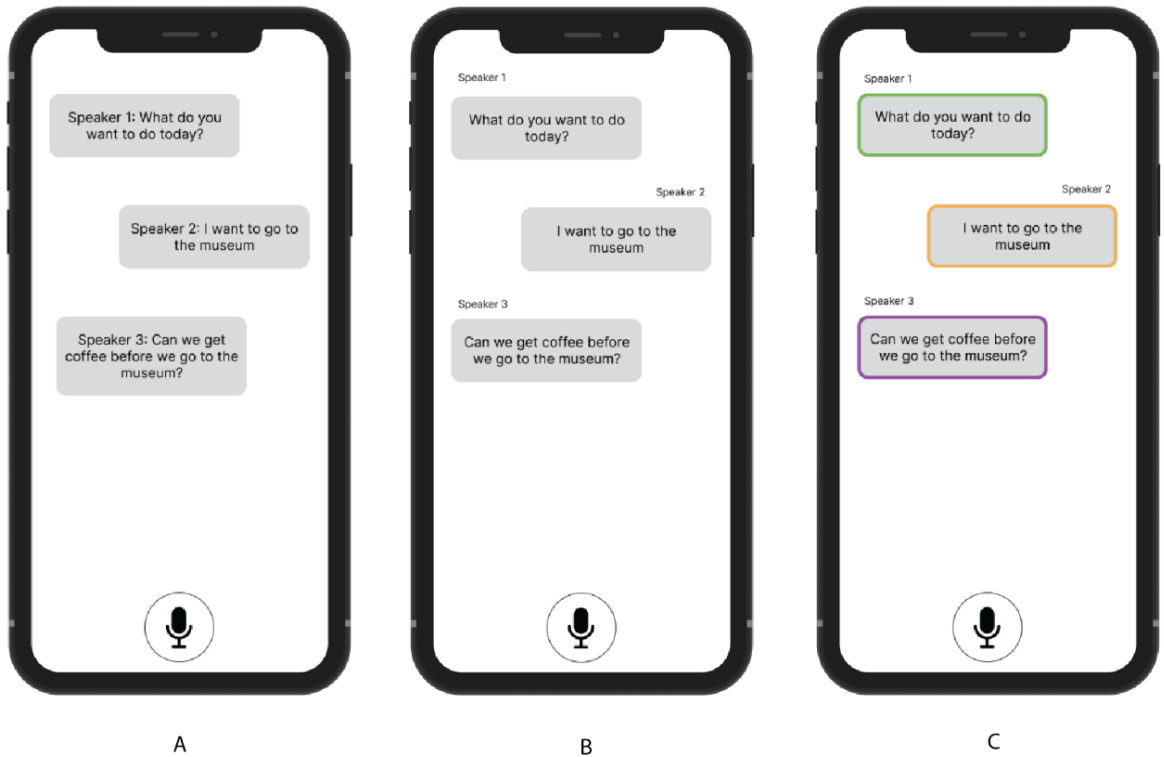 Speaker 1: What do you
want to do today?
Speaker 2: I want to go to
the museum
Speaker 3: Can we get
coffee before we go to the
museum?
A
Speaker 1
What do you want to do
today?
Speaker 2
I want to go to the
museum
Speaker 3
Can we get coffee before
we go to the museum?
B
Speaker 1
What do you want to do
today?
Speaker 2
I want to go to the
museum
Speaker 3
Can we get coffee before
we go to the museum?
C